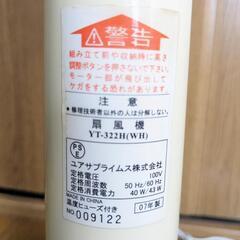 ⚠警告
組み立て前や収納時に高さ
調整ボタンを押さないで下さい。
モーター部が飛び出して
ケガをする恐れがあります。
注意
●修理技術者以外の人は分解しない。
扇風機
YT-322H(WH)
PSE
ユアサプライムス株式会社
定格電圧 100V
定格周波数 50 Hz/60 Hz
定格消費電力 40 W/43 W
MADE IN CHINA
温度ヒューズ付き
07年製
NO 009122